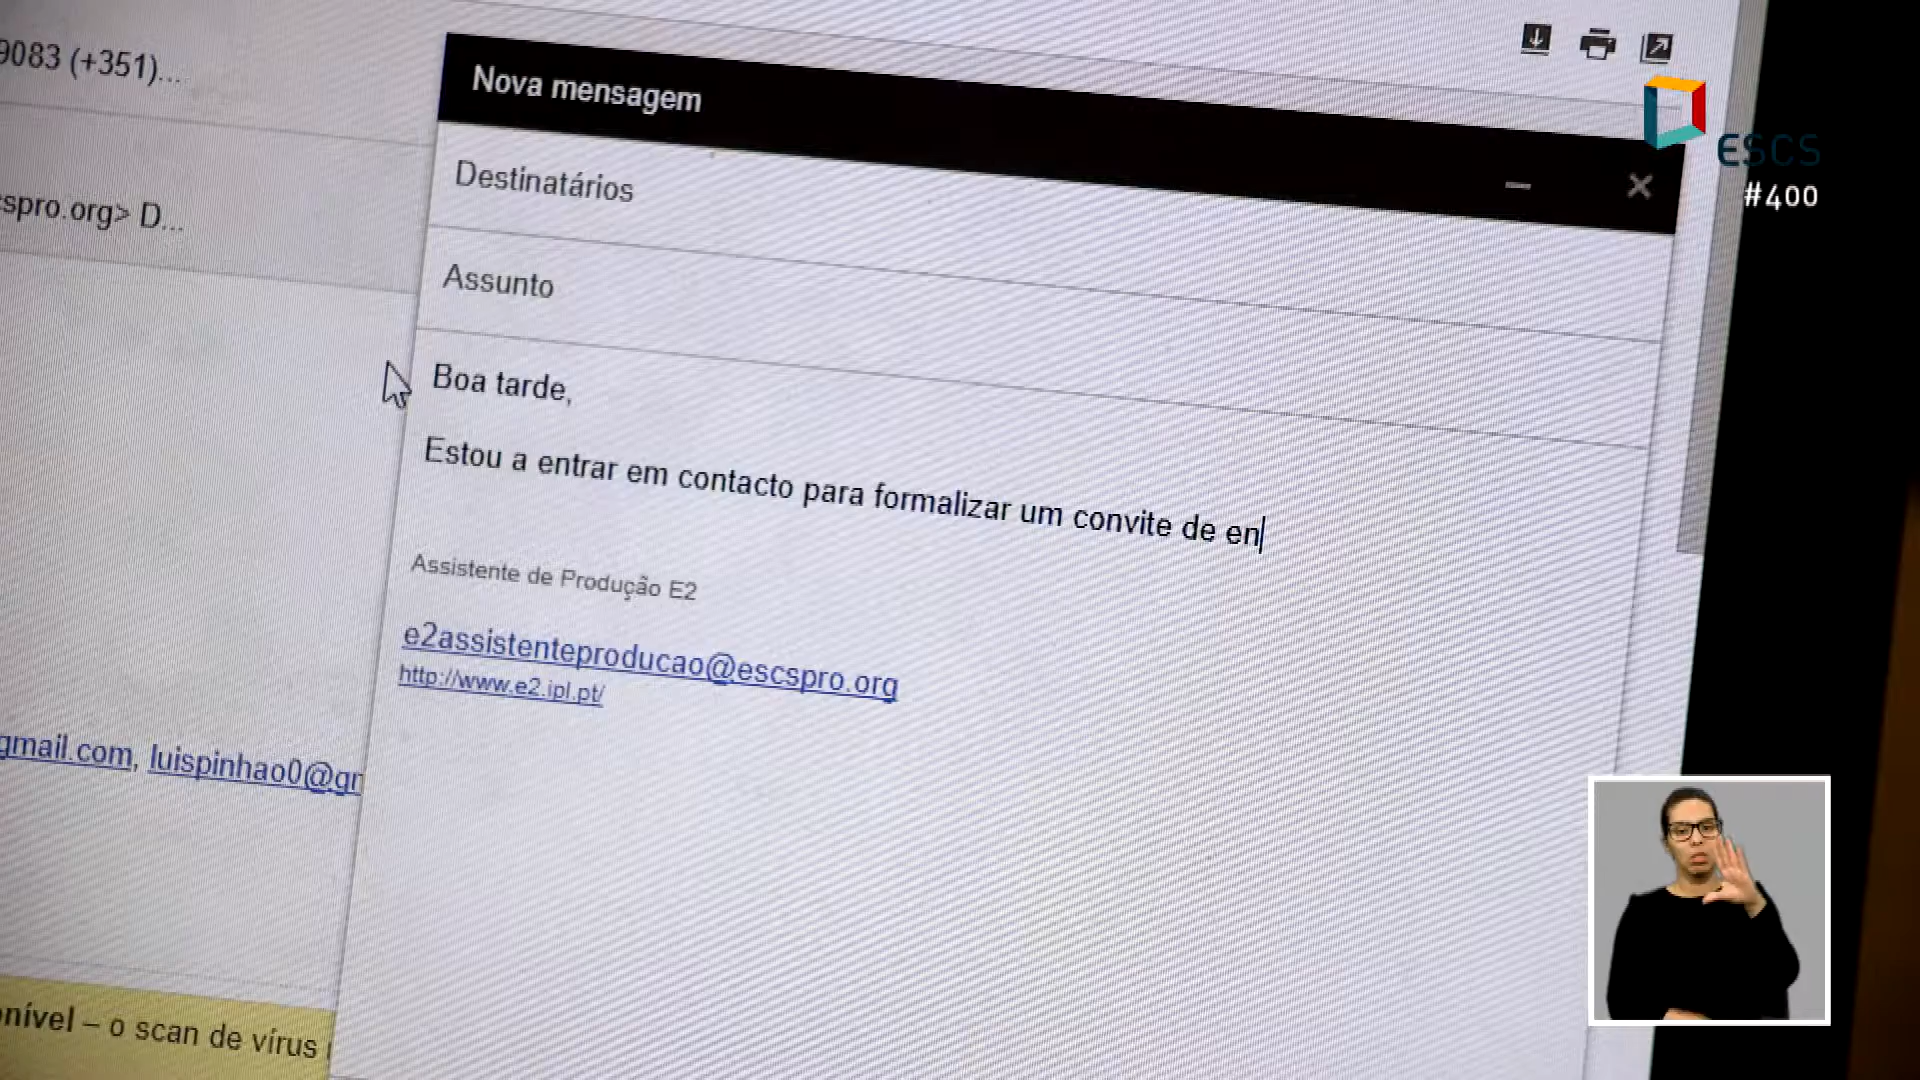 9083 (+351)...
Nova mensagem
ESCS
#400
Destinatários
spro.org> D...
Assunto
Boa tarde,
Estou a entrar em contacto para formalizar um convite de en
Assistente de Produção E2
e2assistenteproducao@escspro.org
http://www.e2.ipl.pt/
gmail.com, luispinhao0@gm
onível – o scan de vírus